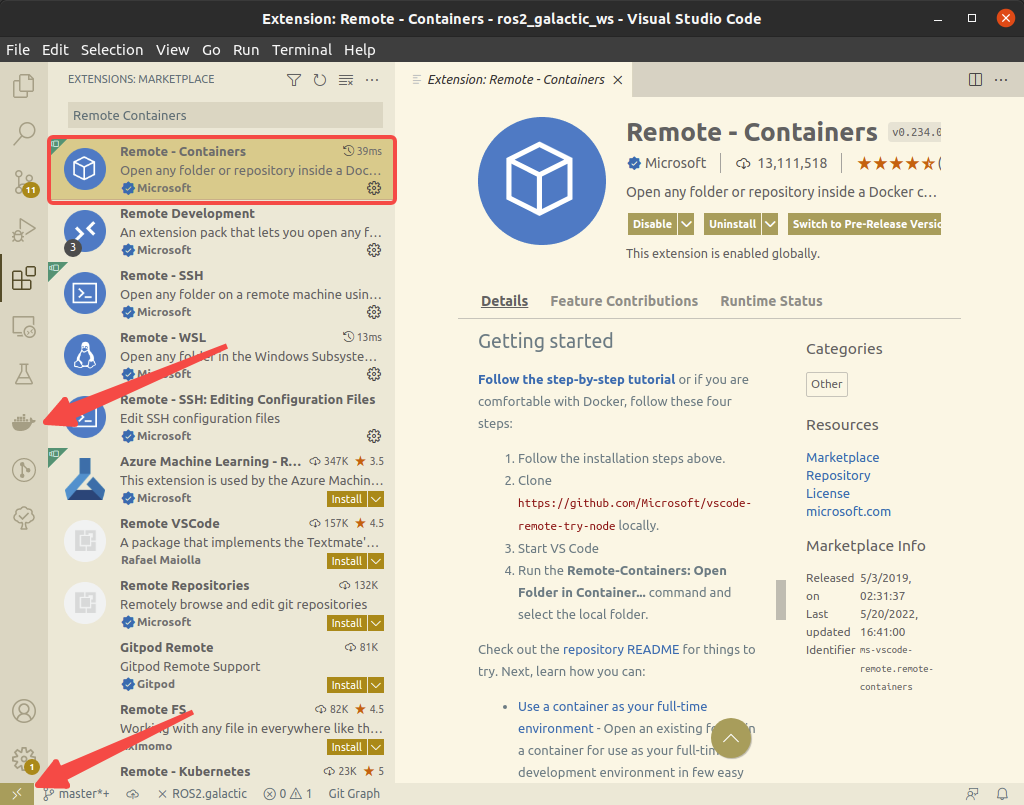 Extension: Remote - Containers - ros2_galactic_ws - Visual Studio Code
File Edit Selection View Go Run Terminal Help
EXTENSIONS: MARKETPLACE
Remote Containers
11
3
1
Remote - Containers 39ms
Open any folder or repository inside a Doc...
Microsoft
Remote Development
An extension pack that lets you open any f...
Microsoft
Remote - SSH
Open any folder on a remote machine usin...
Microsoft
Remote - WSL 13ms
Open any folder in the Windows Subsyste...
Microsoft
Remote - SSH: Editing Configuration Files
Edit SSH configuration files
Microsoft
Azure Machine Learning - R... 347K 3.5
This extension is used by the Azure Machin...
Microsoft Install
Remote VSCode 157K 4.5
A package that implements the Textmate'...
Rafael Maiolla Install
Remote Repositories 132K
Remotely browse and edit git repositories
Microsoft Install
Gitpod Remote 81K
Gitpod Remote Support
Gitpod Install
Remote FS 82K 4.5
Working with any file in everywhere like th...
Install
Remote - Kubernetes 23K 5
Extension: Remote - Containers
Remote - Containers v0.234.0
Microsoft 13,111,518 (
Open any folder or repository inside a Docker c...
Disable Uninstall Switch to Pre-Release Versio
This extension is enabled globally.
Details Feature Contributions Runtime Status
Getting started
Follow the step-by-step tutorial or if you are
comfortable with Docker, follow these four
steps:
1. Follow the installation steps above.
2. Clone
https://github.com/Microsoft/vscode-
remote-try-node locally.
3. Start VS Code
4. Run the Remote-Containers: Open
Folder in Container... command and
select the local folder.
Check out the repository README for things to
try. Next, learn how you can:
• Use a container as your full-time
environment - Open an existing folder in
a container for use as your full-time
development environment in few easy
Categories
Other
Resources
Marketplace
Repository
License
microsoft.com
Marketplace Info
Released on 5/3/2019, 02:31:37
Last updated 5/20/2022, 16:41:00
Identifier ms-vscode-
remote.remote-
containers
master*+ ROS2.galactic 0 1 Git Graph